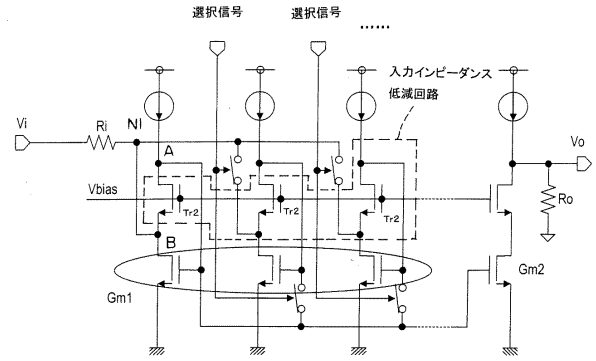 選択信号
選択信号
......
入力インピーダンス
低減回路
Vi
Ri
NI
A
Vo
Vbias
Tr2
Tr2
Tr2
Ro
B
Gm1
Gm2